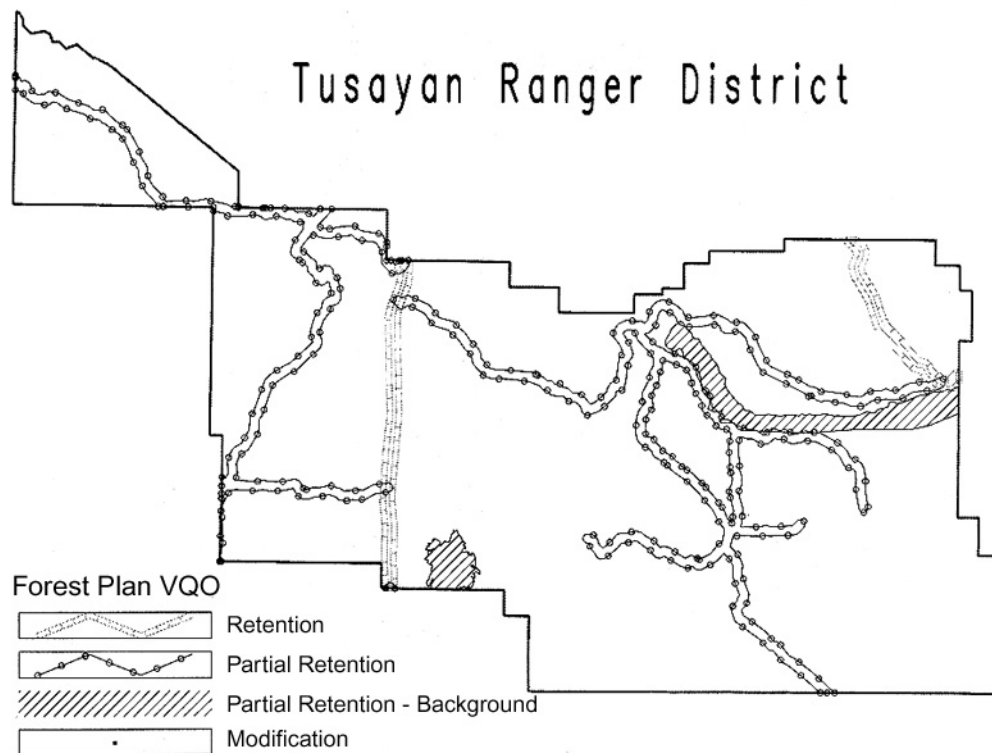 Tusayan Ranger District
Forest Plan VQO
Retention
Partial Retention
Partial Retention - Background
Modification